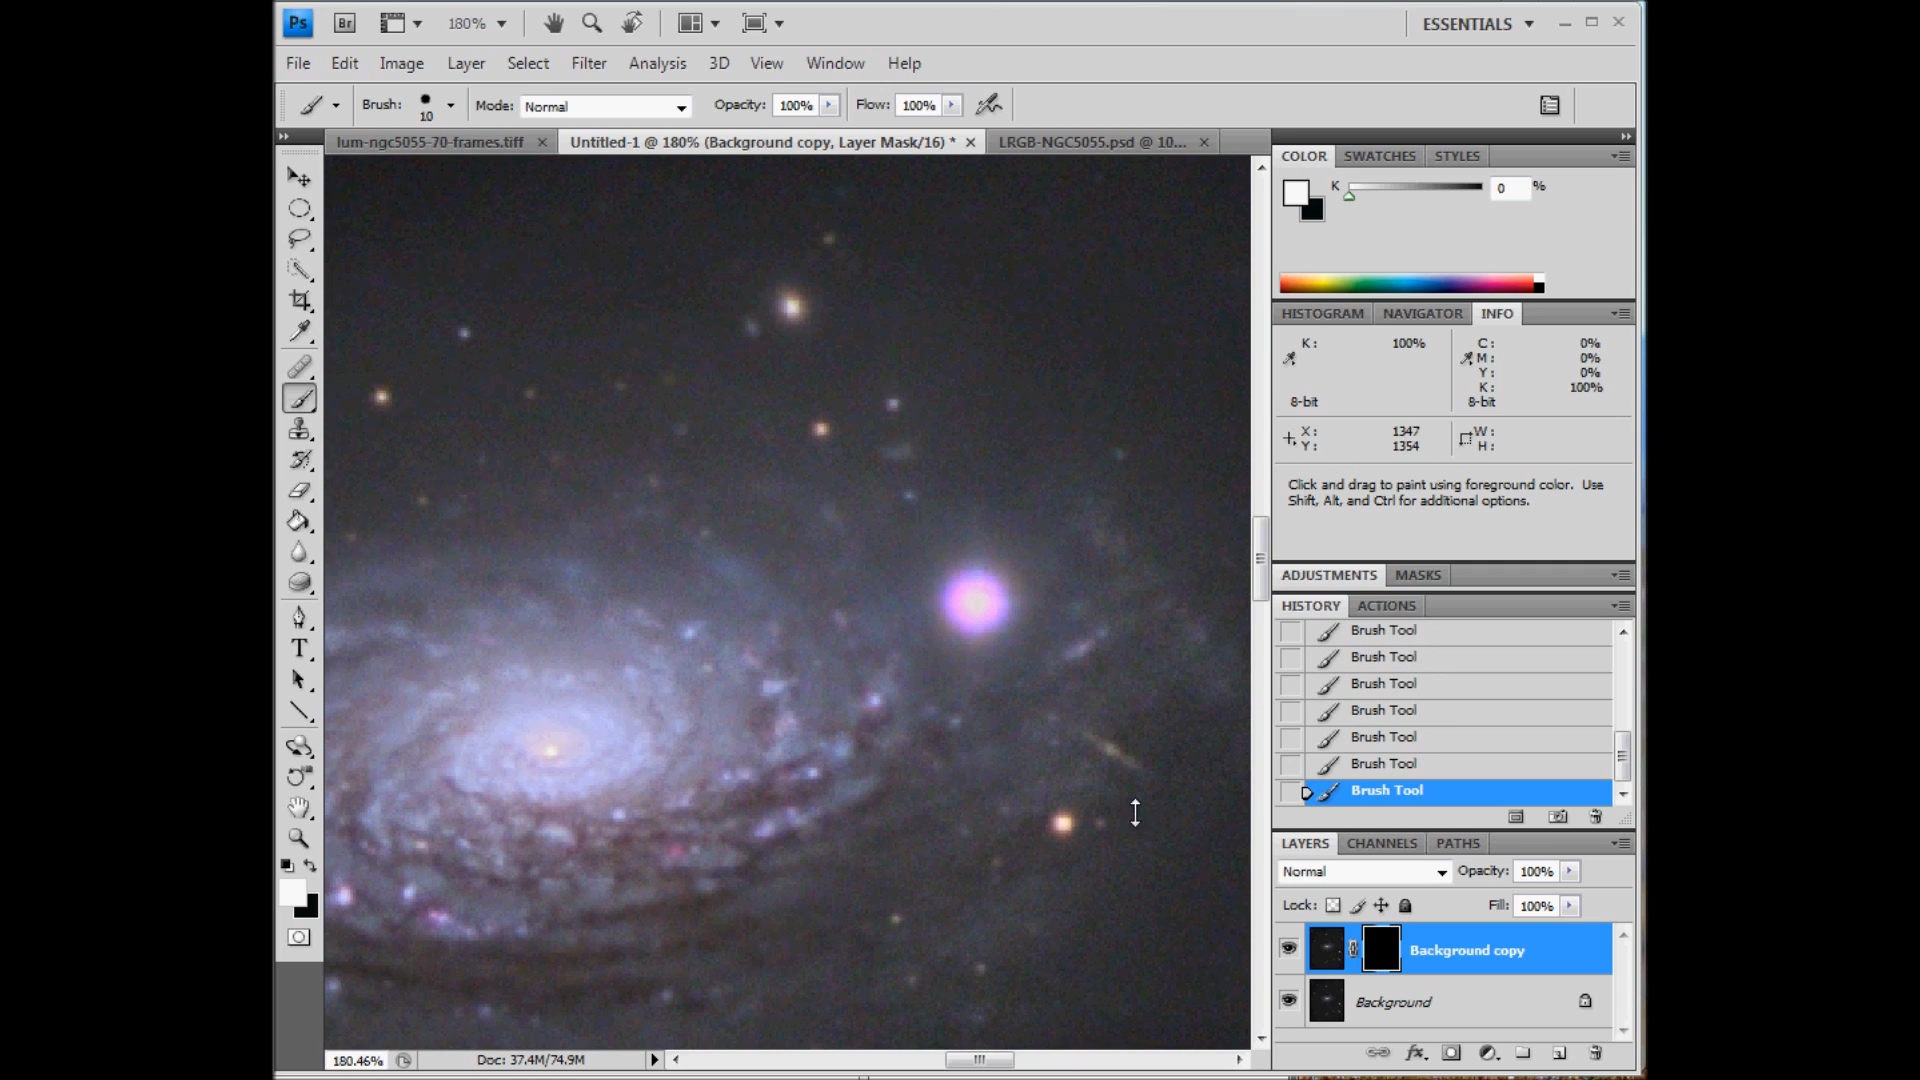 Ps Br 180% ESSENTIALS
File Edit Image Layer Select Filter Analysis 3D View Window Help
Brush: 10 Mode: Normal Opacity: 100% Flow: 100%
lum-ngc5055-70-frames.tiff Untitled-1 @ 180% (Background copy, Layer Mask/16) * LRGB-NGC5055.psd @ 10...
COLOR SWATCHES STYLES
K 0 %
HISTOGRAM NAVIGATOR INFO
K: 100% C: 0%
M: 0%
Y: 0%
K: 100%
8-bit 8-bit
X: 1347 W:
Y: 1354 H:
Click and drag to paint using foreground color. Use
Shift, Alt, and Ctrl for additional options.
ADJUSTMENTS MASKS
HISTORY ACTIONS
Brush Tool
Brush Tool
Brush Tool
Brush Tool
Brush Tool
Brush Tool
Brush Tool
LAYERS CHANNELS PATHS
Normal Opacity: 100%
Lock: Fill: 100%
Background copy
Background
180.46% Doc: 37.4M/74.9M